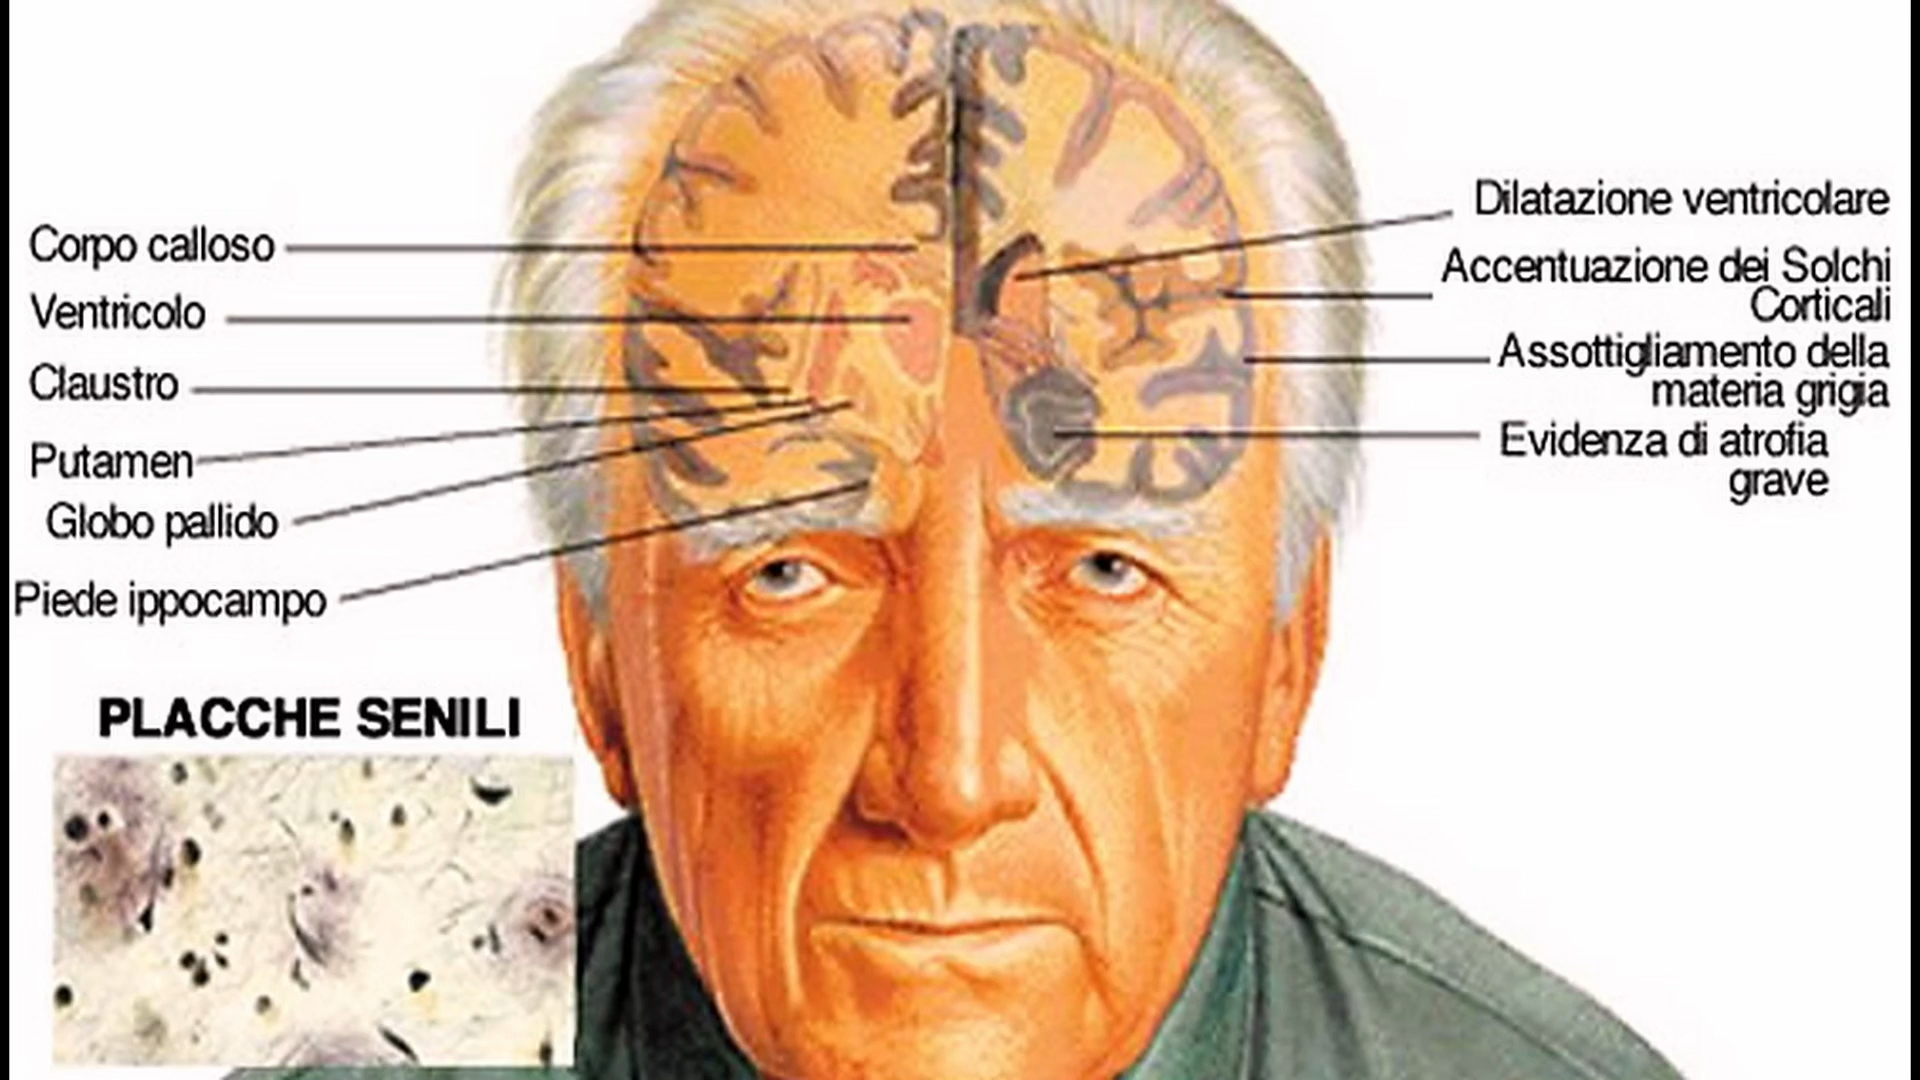 Corpo calloso
Ventricolo
Claustro
Putamen
Globo pallido
Piede ippocampo
PLACCHE SENILI
Dilatazione ventricolare
Accentuazione dei Solchi
Corticali
Assottigliamento della
materia grigia
Evidenza di atrofia
grave